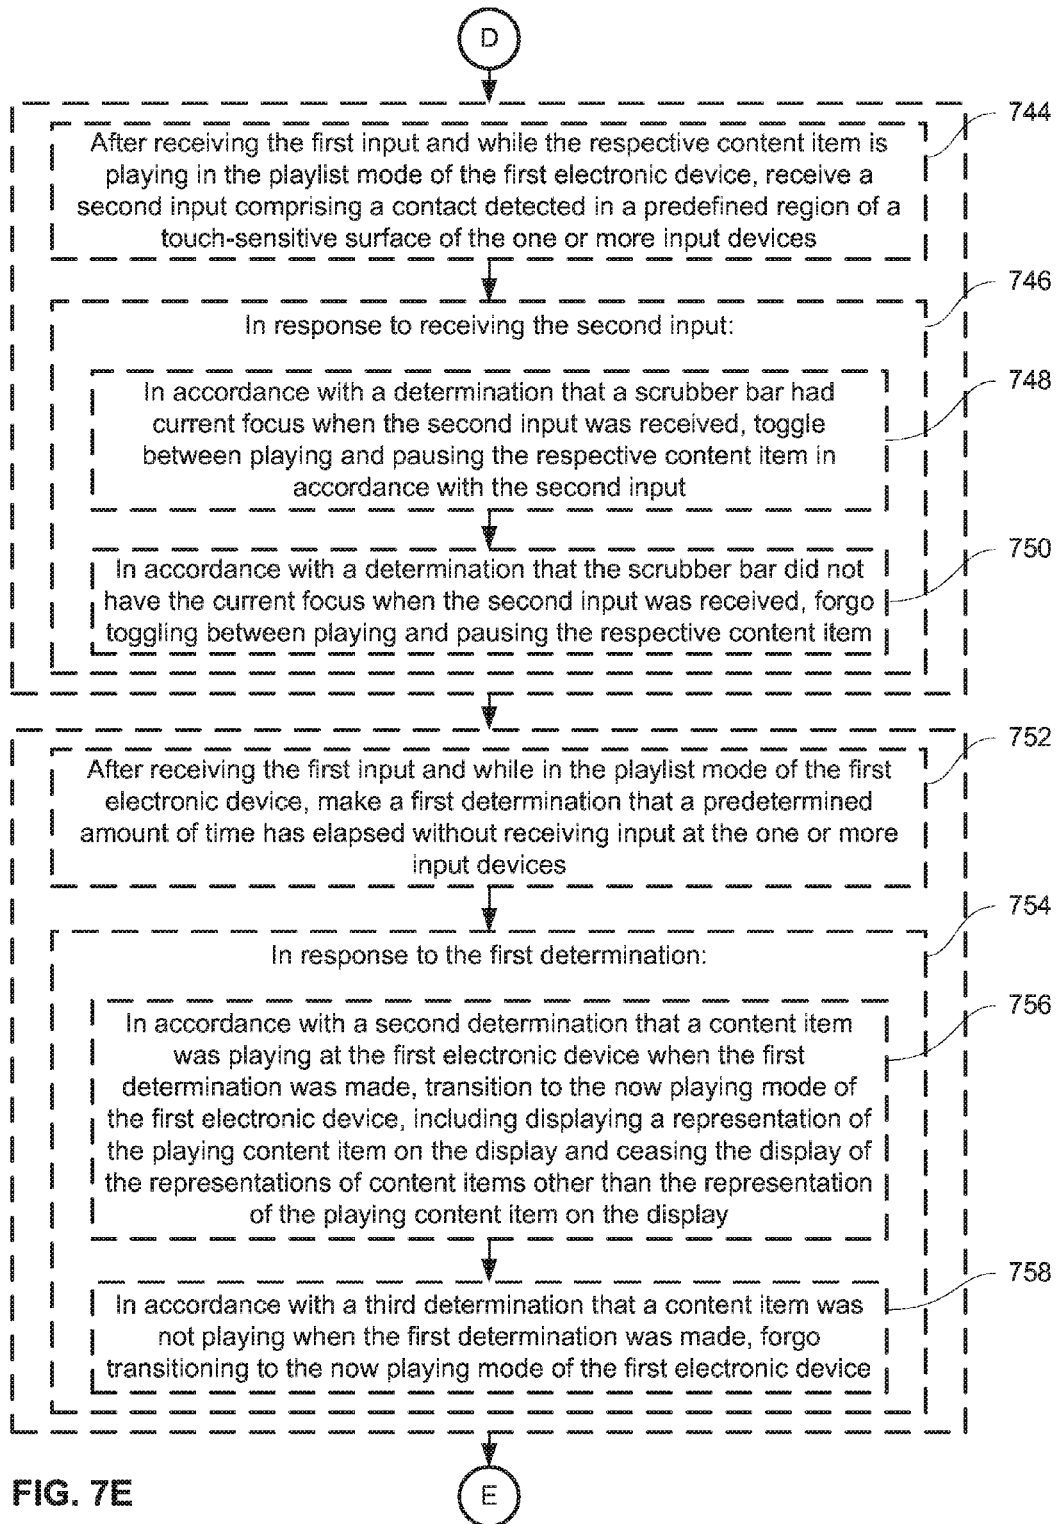 D
744
After receiving the first input and while the respective content item is
playing in the playlist mode of the first electronic device, receive a
second input comprising a contact detected in a predefined region of a
touch-sensitive surface of the one or more input devices
746
In response to receiving the second input:
748
In accordance with a determination that a scrubber bar had
current focus when the second input was received, toggle
between playing and pausing the respective content item in
accordance with the second input
750
In accordance with a determination that the scrubber bar did not
have the current focus when the second input was received, forgo
toggling between playing and pausing the respective content item
752
After receiving the first input and while in the playlist mode of the first
electronic device, make a first determination that a predetermined
amount of time has elapsed without receiving input at the one or more
input devices
754
In response to the first determination:
756
In accordance with a second determination that a content item
was playing at the first electronic device when the first
determination was made, transition to the now playing mode of
the first electronic device, including displaying a representation of
the playing content item on the display and ceasing the display of
the representations of content items other than the representation
of the playing content item on the display
758
In accordance with a third determination that a content item was
not playing when the first determination was made, forgo
transitioning to the now playing mode of the first electronic device
FIG. 7E
E